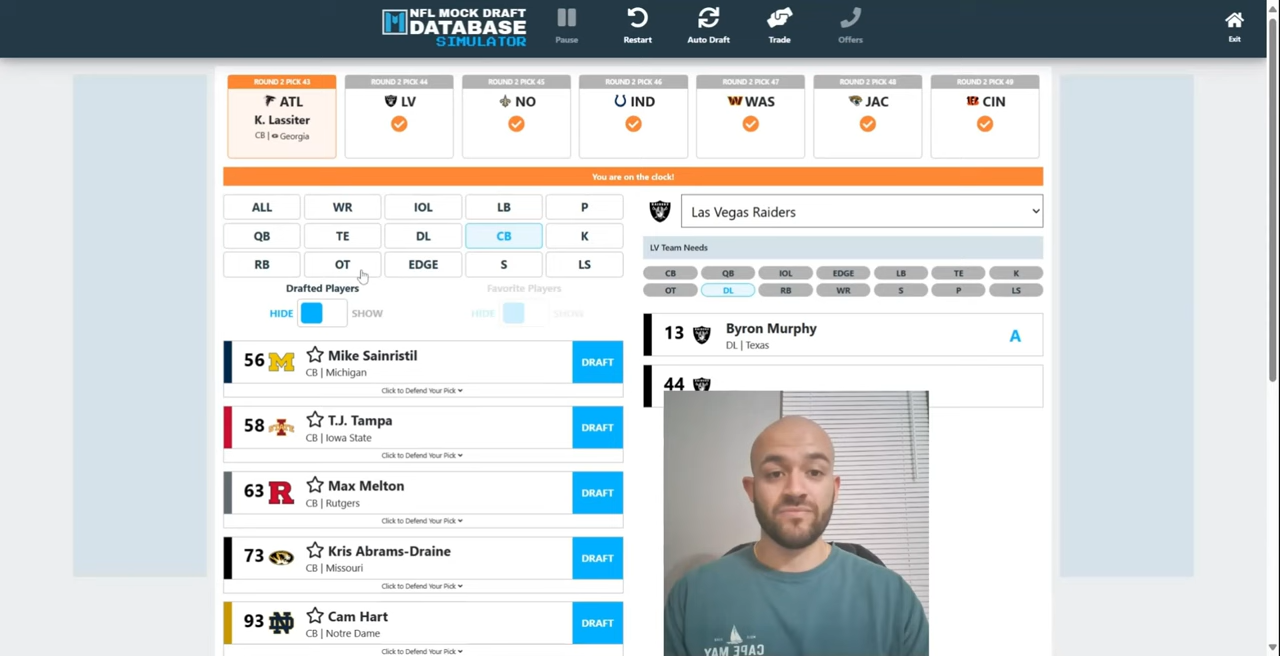 NFL MOCK DRAFT
DATABASE
SIMULATOR
Pause
Restart
Auto Draft
Trade
Offers
Exit
ROUND 2 PICK 43
ATL
K. Lassiter
CB | Georgia
ROUND 2 PICK 44
LV
ROUND 2 PICK 45
NO
ROUND 2 PICK 46
IND
ROUND 2 PICK 47
WAS
ROUND 2 PICK 48
JAC
ROUND 2 PICK 49
CIN
You are on the clock!
ALL WR IOL LB P
QB TE DL CB K
RB OT EDGE S LS
Drafted Players
HIDE SHOW
Favorite Players
HIDE SHOW
56 Mike Sainristil
CB | Michigan
DRAFT
Click to Defend Your Pick
58 T.J. Tampa
CB | Iowa State
DRAFT
Click to Defend Your Pick
63 Max Melton
CB | Rutgers
DRAFT
Click to Defend Your Pick
73 Kris Abrams-Draine
CB | Missouri
DRAFT
Click to Defend Your Pick
93 Cam Hart
CB | Notre Dame
DRAFT
Click to Defend Your Pick
Las Vegas Raiders
LV Team Needs
CB QB IOL EDGE LB TE K
OT DL RB WR S P LS
13 Byron Murphy
DL | Texas
A
44
CAPE MAY